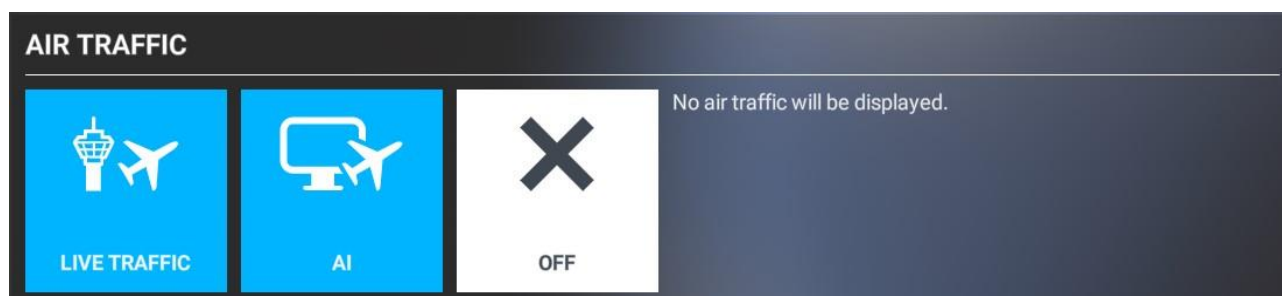 AIR TRAFFIC
No air traffic will be displayed.
LIVE TRAFFIC
AI
OFF